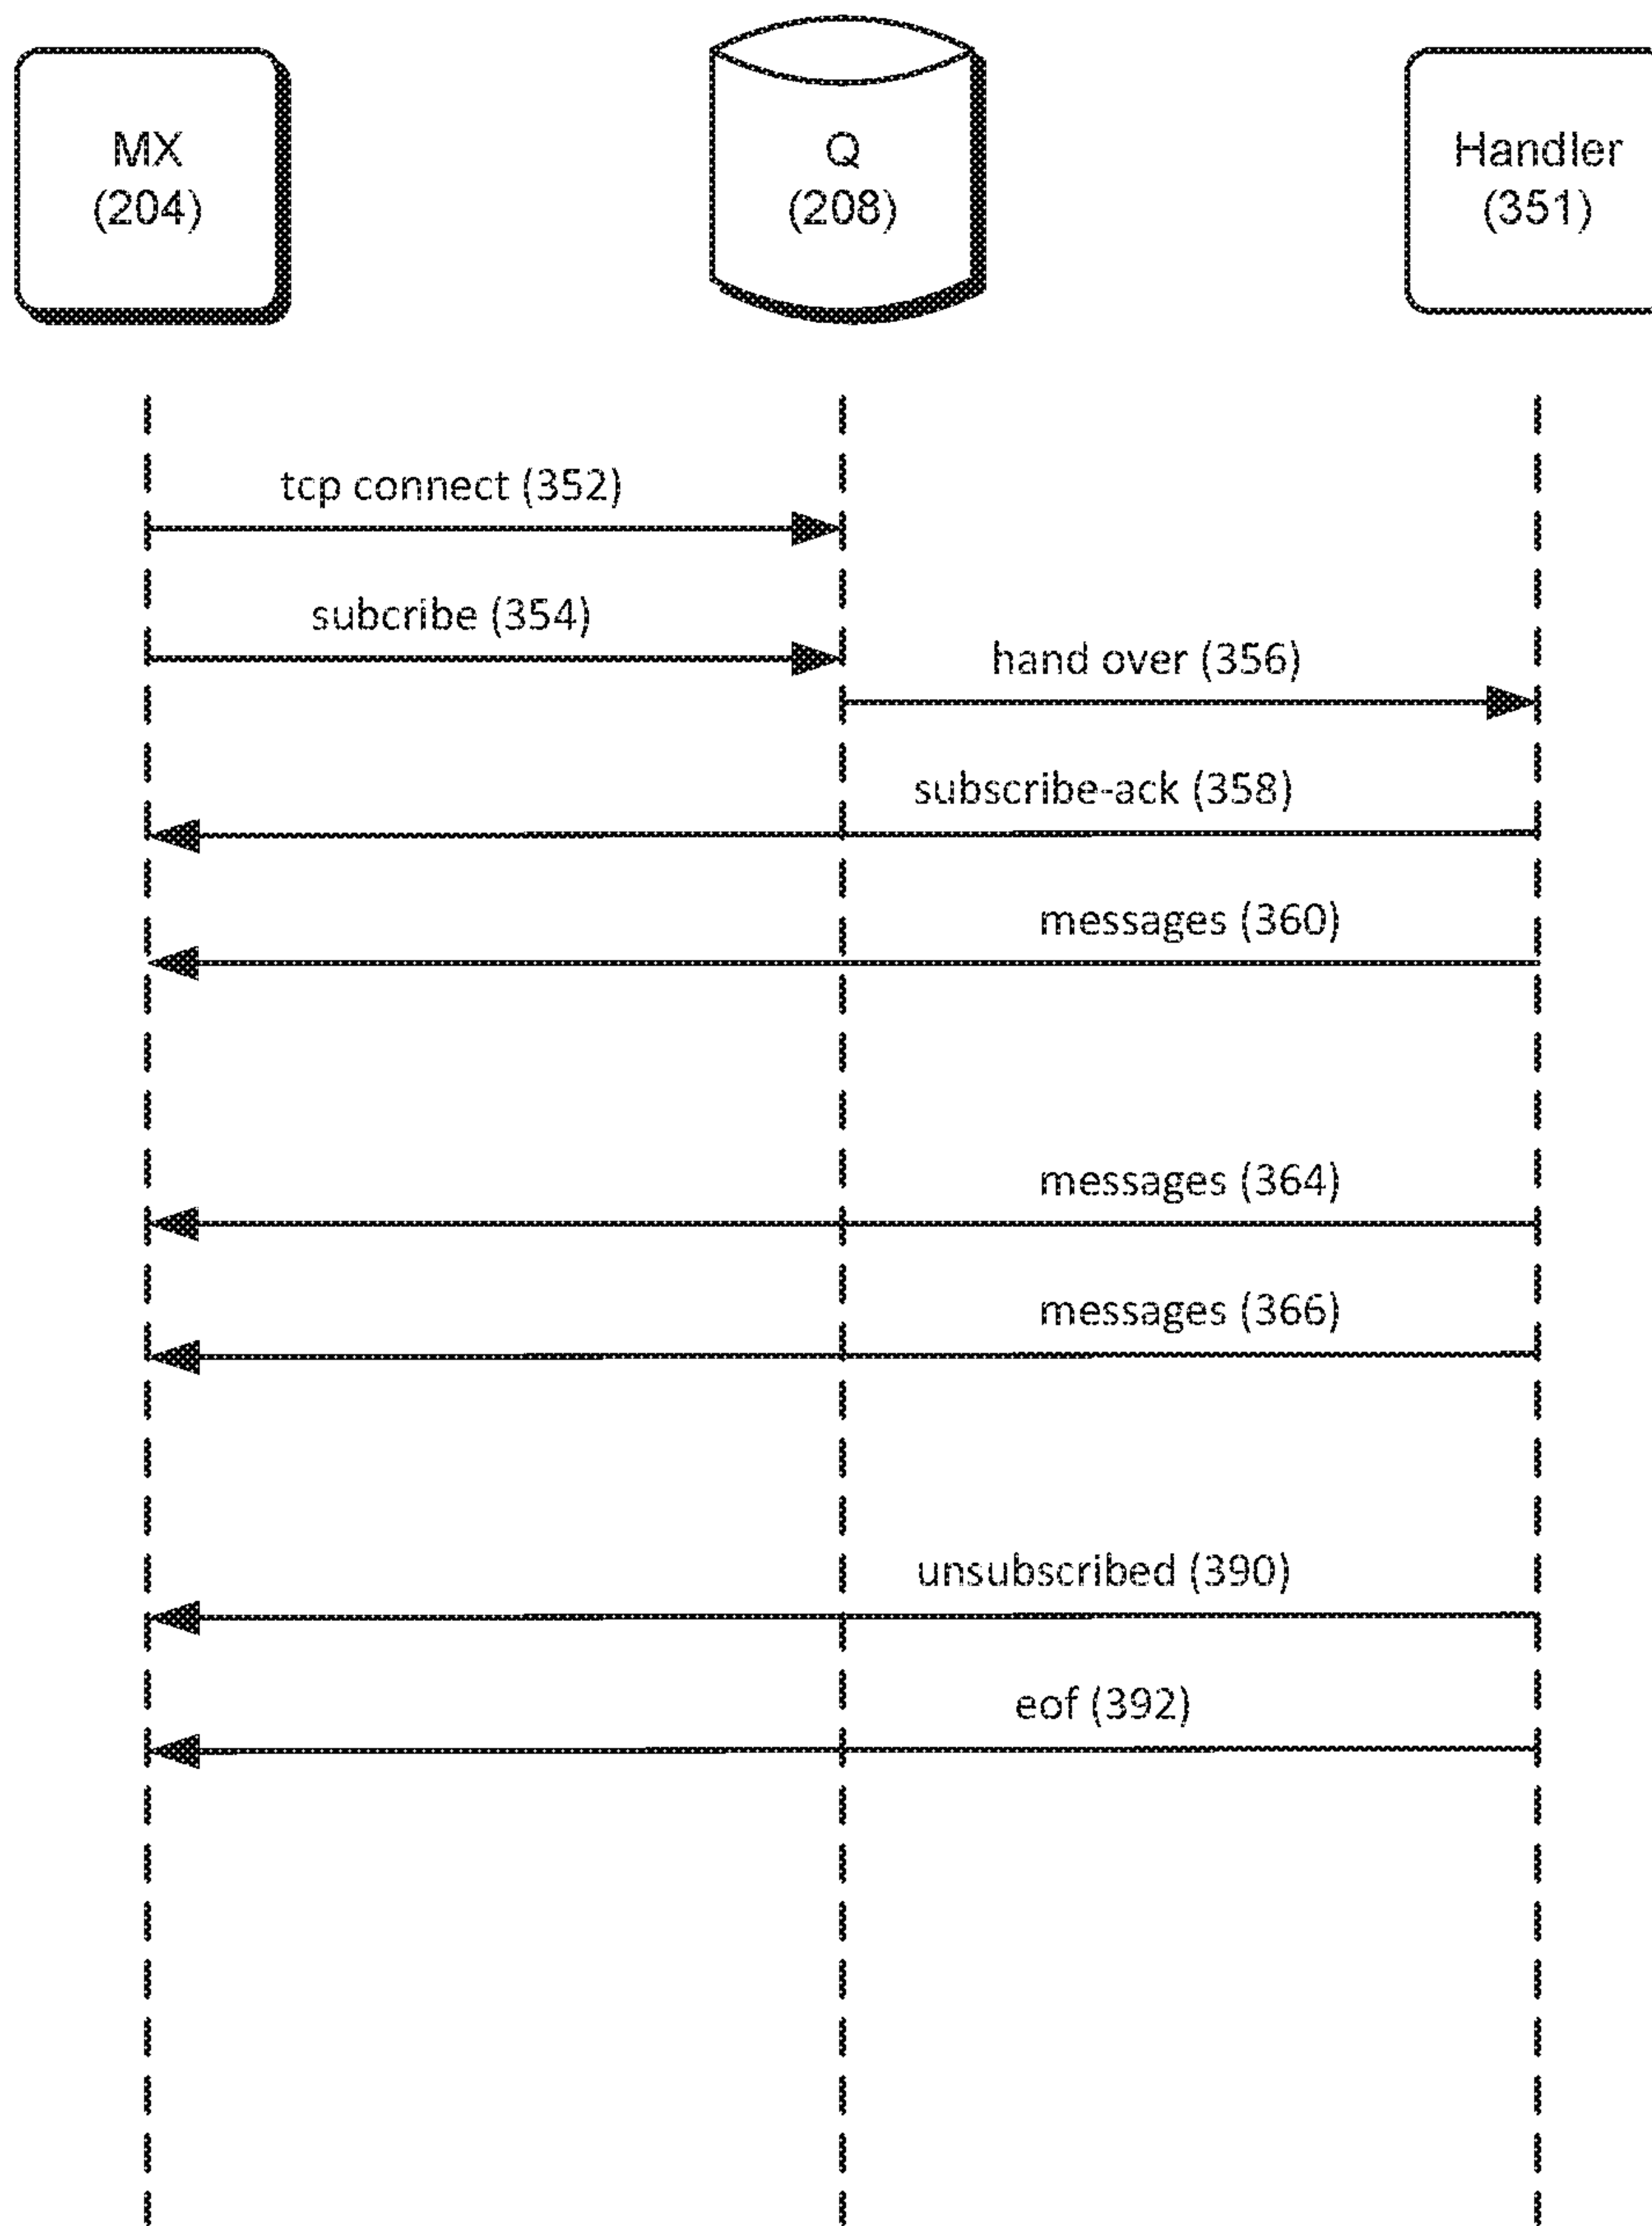 MX
(204)
Q
(208)
Handler
(351)
tcp connect (352)
subcribe (354)
hand over (356)
subscribe-ack (358)
messages (360)
messages (364)
messages (366)
unsubscribed (390)
eof (392)